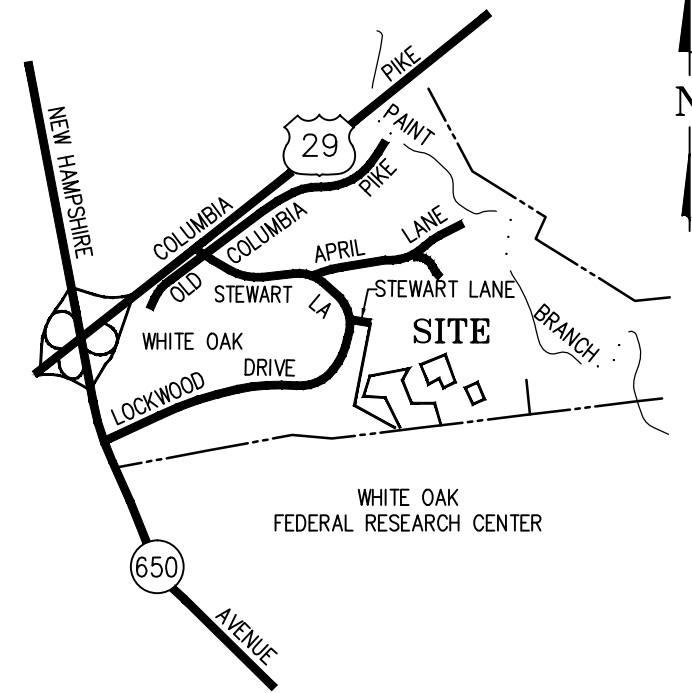 PIKE
N
PAINT
29
NEW HAMPSHIRE
PIKE
COLUMBIA
COLUMBIA
LANE
APRIL
OLD
STEWART
LA
STEWART LANE
SITE
BRANCH
WHITE OAK
DRIVE
LOCKWOOD
WHITE OAK
FEDERAL RESEARCH CENTER
650
AVENUE